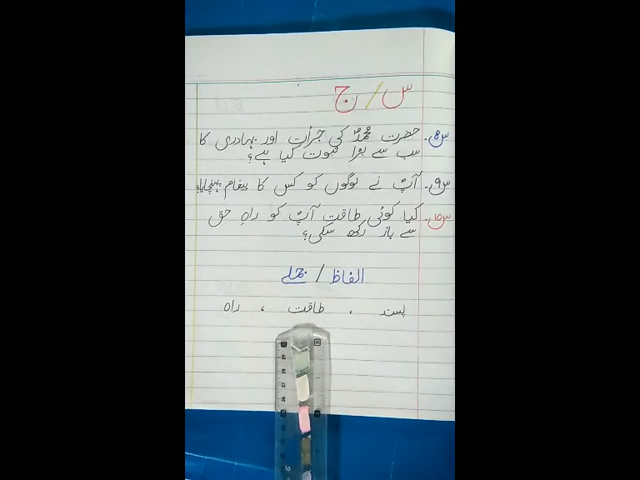 س / ج
س۸۔ حضرت محمدؐ کی جرأت اور بہادری کا
سب سے بڑا ثبوت کیا ہے؟
س۹۔ آپؐ نے لوگوں کو کس کا پیغام پہنچایا؟
س۱۰۔ کیا کوئی طاقت آپؐ کو راہِ حق
سے باز رکھ سکی؟
الفاظ / جملے
پسند ، طاقت ، راہ